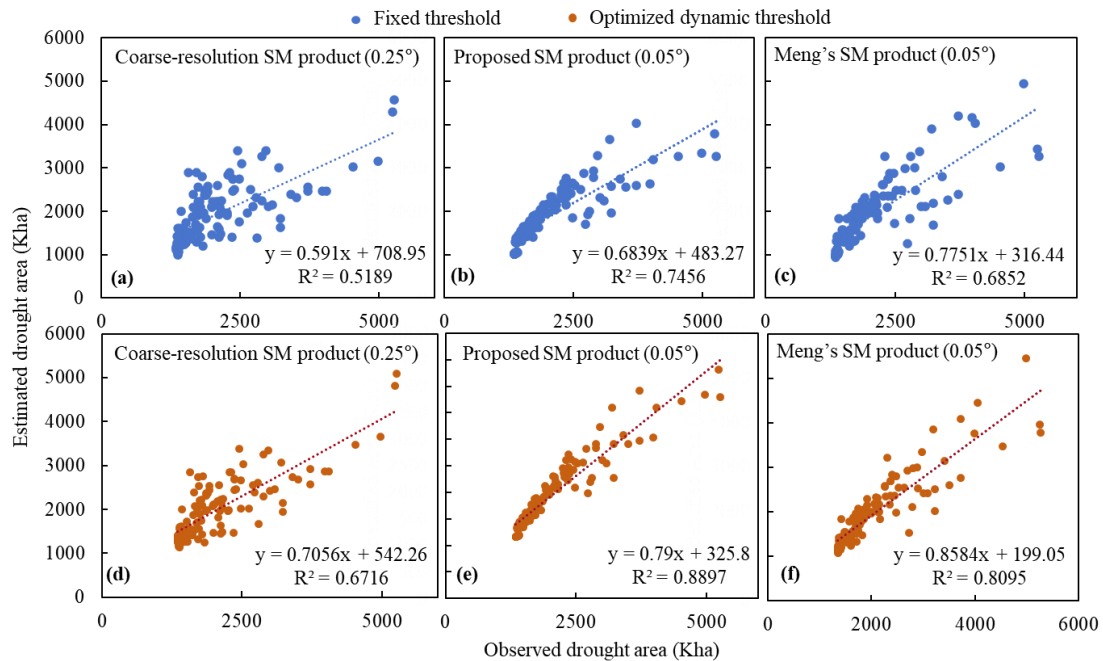 Fixed threshold
Optimized dynamic threshold
Estimated drought area (Kha)
6000
5000
4000
3000
2000
1000
0
Coarse-resolution SM product (0.25°)
y = 0.591x + 708.95
R² = 0.5189
(a)
0
2500
5000
Proposed SM product (0.05°)
y = 0.6839x + 483.27
R² = 0.7456
(b)
0
2500
5000
Meng's SM product (0.05°)
y = 0.7751x + 316.44
R² = 0.6852
(c)
0
2500
5000
6000
5000
4000
3000
2000
1000
0
Coarse-resolution SM product (0.25°)
y = 0.7056x + 542.26
R² = 0.6716
(d)
0
2500
5000
Proposed SM product (0.05°)
y = 0.79x + 325.8
R² = 0.8897
(e)
0
2500
5000
Meng's SM product (0.05°)
y = 0.8584x + 199.05
R² = 0.8095
(f)
0
2000
4000
6000
Observed drought area (Kha)